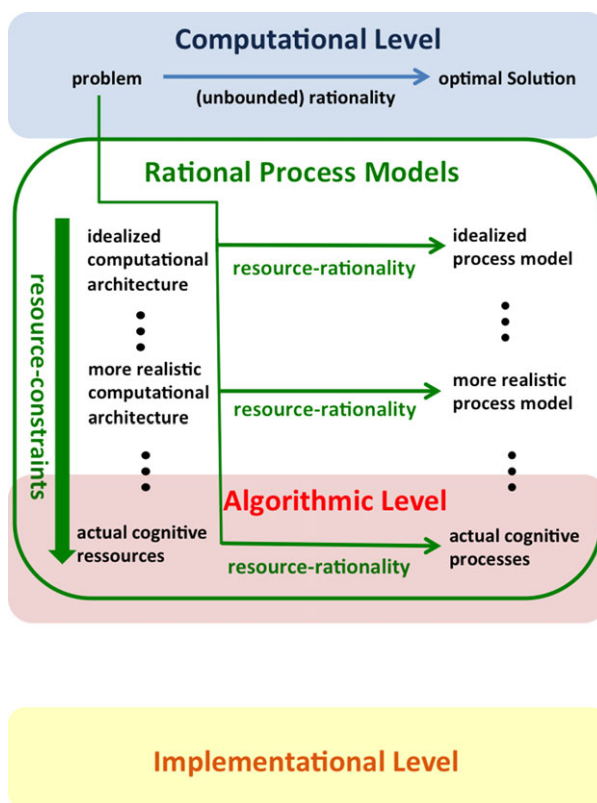 Computational Level
problem
optimal Solution
(unbounded) rationality
Rational Process Models
resource-constraints
idealized
computational
architecture
resource-rationality
idealized
process model
more realistic
computational
architecture
resource-rationality
more realistic
process model
Algorithmic Level
actual cognitive
ressources
resource-rationality
actual cognitive
processes
Implementational Level